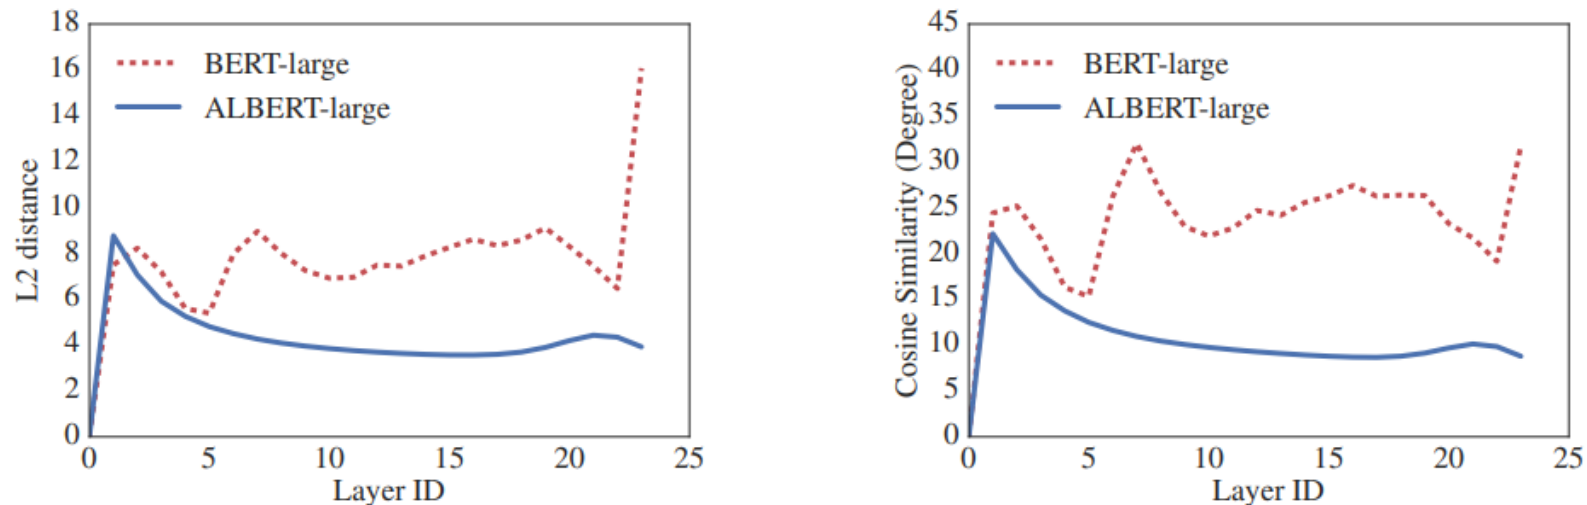 18
16
14
12
10
8
6
4
2
0
L2 distance
BERT-large
ALBERT-large
0 5 10 15 20 25
Layer ID
45
40
35
30
25
20
15
10
5
0
Cosine Similarity (Degree)
BERT-large
ALBERT-large
0 5 10 15 20 25
Layer ID